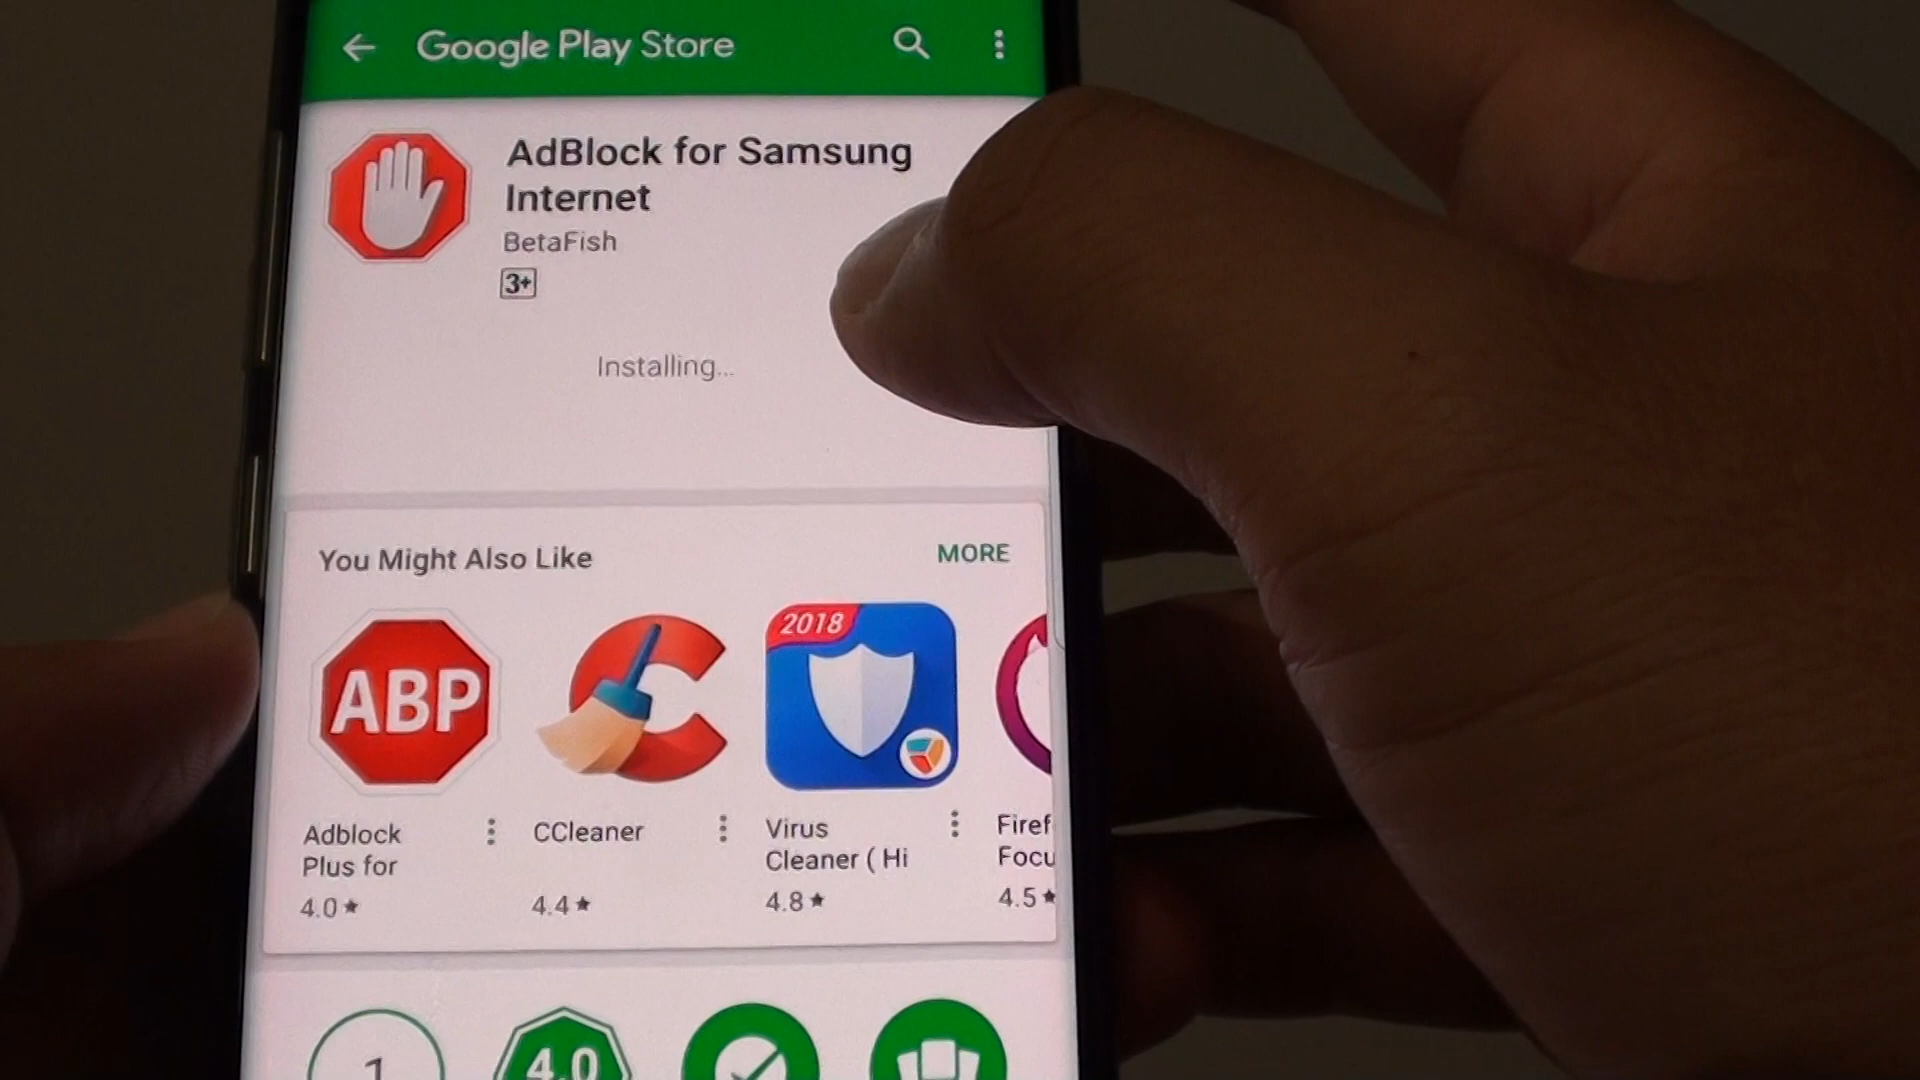 Google Play Store
AdBlock for Samsung
Internet
BetaFish
3+
Installing...
You Might Also Like
MORE
ABP
2018
Adblock
Plus for
4.0★
CCleaner
4.4★
Virus
Cleaner ( Hi
4.8★
Firef
Focu
4.5★
1
4.0